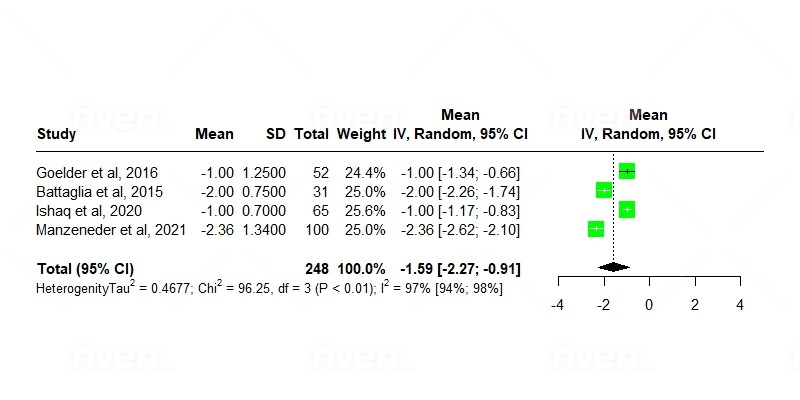 Mean Mean
Study Mean SD Total Weight IV, Random, 95% CI IV, Random, 95% CI
Goelder et al, 2016 -1.00 1.2500 52 24.4% -1.00 [-1.34; -0.66]
Battaglia et al, 2015 -2.00 0.7500 31 25.0% -2.00 [-2.26; -1.74]
Ishaq et al, 2020 -1.00 0.7000 65 25.6% -1.00 [-1.17; -0.83]
Manzeneder et al, 2021 -2.36 1.3400 100 25.0% -2.36 [-2.62; -2.10]
Total (95% CI) 248 100.0% -1.59 [-2.27; -0.91]
HeterogenityTau² = 0.4677; Chi² = 96.25, df = 3 (P < 0.01); I² = 97% [94%; 98%]
-4 -2 0 2 4